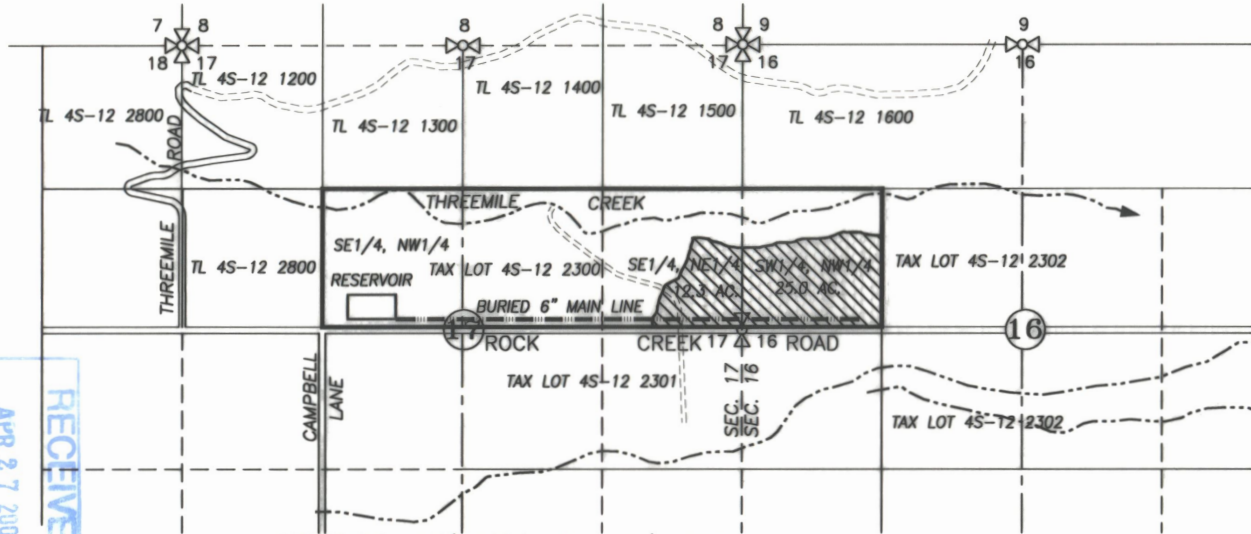 7 8
8
8 9
9
18 17
17
17 16
16
TL 4S-12 1200
TL 4S-12 1400
TL 4S-12 2800
TL 4S-12 1300
TL 4S-12 1500
TL 4S-12 1600
ROAD
THREEMILE
THREEMILE CREEK
SE1/4, NW1/4
TL 4S-12 2800
TAX LOT 4S-12 2300
SE1/4, NE1/4
SW1/4, NW1/4
TAX LOT 4S-12 2302
RESERVOIR
12.3 AC.
25.0 AC.
BURIED 6" MAIN LINE
17
ROCK CREEK 17 16 ROAD
16
CAMPBELL
LANE
TAX LOT 4S-12 2301
SEC. 17
SEC. 16
TAX LOT 4S-12 2302
RECEIVE
APR 27 200